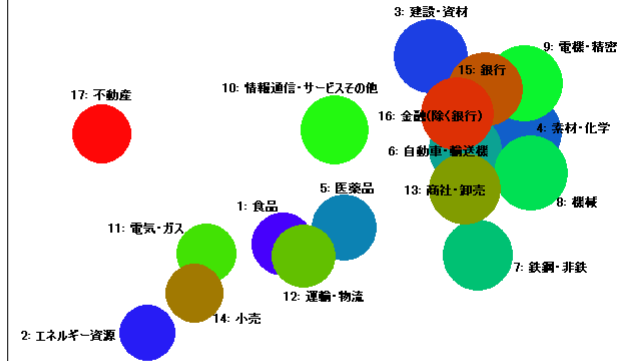 3: 建設・資材
9: 電機・精密
15: 銀行
10: 情報通信・サービスその他
17: 不動産
16: 金融(除く銀行)
4: 素材・化学
6: 自動車・輸送機
5: 医薬品
13: 商社・卸売
1: 食品
8: 機械
11: 電気・ガス
7: 鉄鋼・非鉄
12: 運輸・物流
14: 小売
2: エネルギー資源